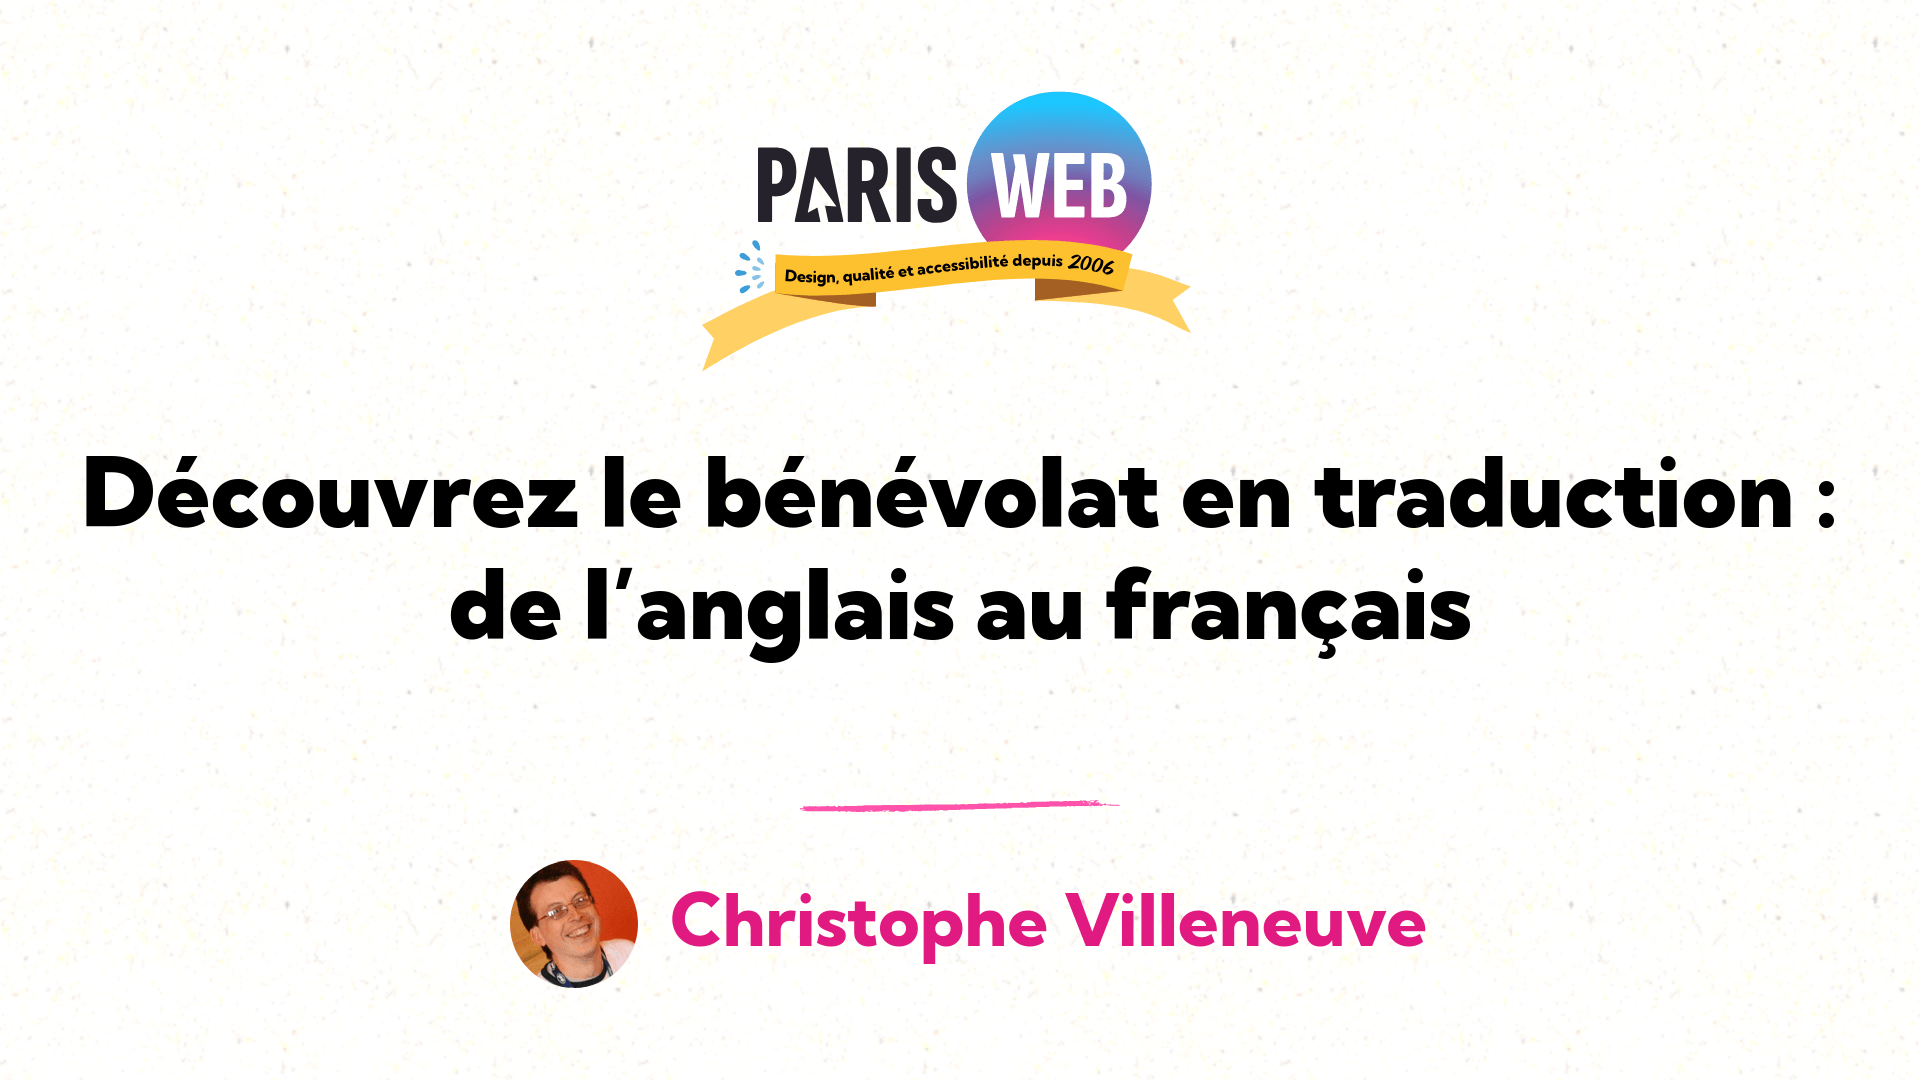 PARIS WEB
Design, qualité et accessibilité depuis 2006
Découvrez le bénévolat en traduction :
de l’anglais au français
Christophe Villeneuve